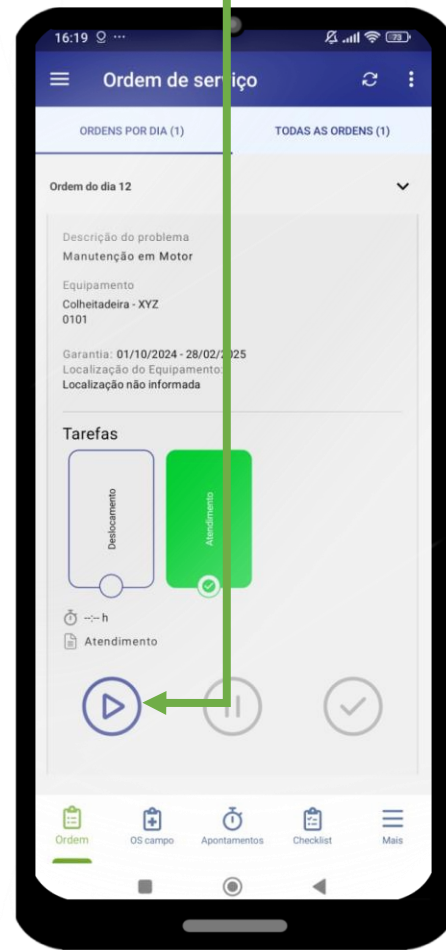 16:19
73
Ordem de serviço
ORDENS POR DIA (1)
TODAS AS ORDENS (1)
Ordem do dia 12
Descrição do problema
Manutenção em Motor
Equipamento
Colheitadeira - XYZ
0101
Garantia: 01/10/2024 - 28/02/2025
Localização do Equipamento:
Localização não informada
Tarefas
Deslocamento
Atendimento
--:-- h
Atendimento
Ordem
OS campo
Apontamentos
Checklist
Mais